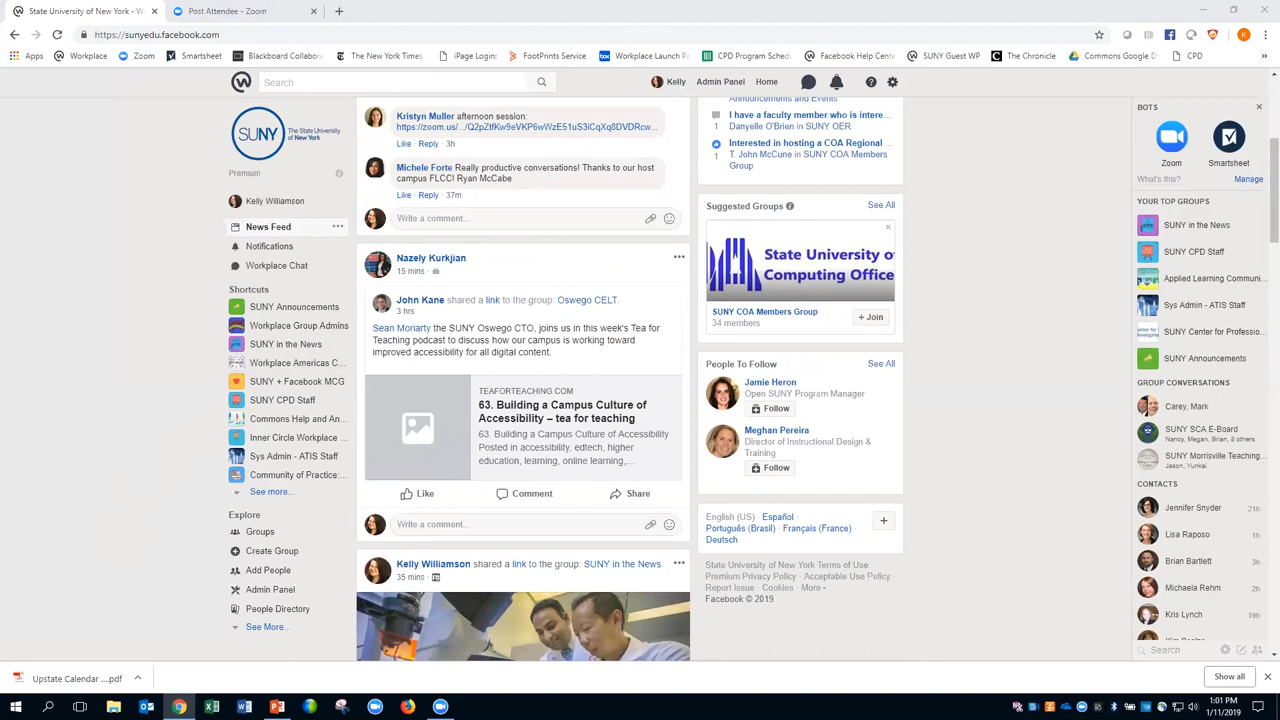 State University of New York - W
Post Attendee - Zoom
https://sunyedu.facebook.com
K
Apps
Workplace
Zoom
Smartsheet
Blackboard Collabora
The New York Times
iPage Login:
FootPrints Service
Workplace Launch P
CPD Program Sched
Facebook Help Cente
SUNY Guest WP
The Chronicle
Commons Google D
CPD
Search
Kelly
Admin Panel
Home
SUNY
The State University
of New York
Premium
Kelly Williamson
News Feed
Notifications
Workplace Chat
Shortcuts
SUNY Announcements
Workplace Group Admins
SUNY in the News
Workplace Americas C...
SUNY + Facebook MCG
SUNY CPD Staff
Commons Help and An...
Inner Circle Workplace ...
Sys Admin - ATIS Staff
Community of Practice:...
See more...
Explore
Groups
Create Group
Add People
Admin Panel
People Directory
See More...
Kristyn Muller afternoon session:
https://zoom.us/.../Q2pZtfKw9eVKP6wWzE51uS3iCqXq8DVDRcw...
Like · Reply · 3h
Michele Forte Really productive conversations! Thanks to our host
campus FLCC! Ryan McCabe
Like · Reply · 37m
Write a comment...
Nazely Kurkjian
15 mins ·
John Kane shared a link to the group: Oswego CELT.
3 hrs
Sean Moriarty the SUNY Oswego CTO, joins us in this week's Tea for
Teaching podcast to discuss how our campus is working toward
improved accessibility for all digital content.
TEAFORTEACHING.COM
63. Building a Campus Culture of
Accessibility – tea for teaching
63. Building a Campus Culture of Accessibility
Posted in accessibility, edtech, higher
education, learning, online learning,...
Like
Comment
Share
Write a comment...
Kelly Williamson shared a link to the group: SUNY in the News.
35 mins ·
Announcements and Events
I have a faculty member who is intere...
1
Danyelle O'Brien in SUNY OER
Interested in hosting a COA Regional ...
1
T. John McCune in SUNY COA Members
Group
Suggested Groups
See All
State University o
Computing Office
SUNY COA Members Group
34 members
+ Join
People To Follow
See All
Jamie Heron
Open SUNY Program Manager
Follow
Meghan Pereira
Director of Instructional Design &
Training
Follow
English (US) · Español ·
Português (Brasil) · Français (France) ·
Deutsch
State University of New York Terms of Use ·
Premium Privacy Policy · Acceptable Use Policy ·
Report Issue · Cookies · More
Facebook © 2019
BOTS
Zoom
Smartsheet
What's this?
Manage
YOUR TOP GROUPS
SUNY in the News
SUNY CPD Staff
Applied Learning Communi...
Sys Admin - ATIS Staff
SUNY Center for Professio...
SUNY Announcements
GROUP CONVERSATIONS
Carey, Mark
SUNY SCA E-Board
Nancy, Megan, Brian, 8 others
SUNY Morrisville Teaching...
Jason, Yunkai
CONTACTS
Jennifer Snyder
21h
Lisa Raposo
1h
Brian Bartlett
3h
Michaela Rehm
2h
Kris Lynch
19h
Search
Upstate Calendar ....pdf
Show all
1:01 PM
1/11/2019